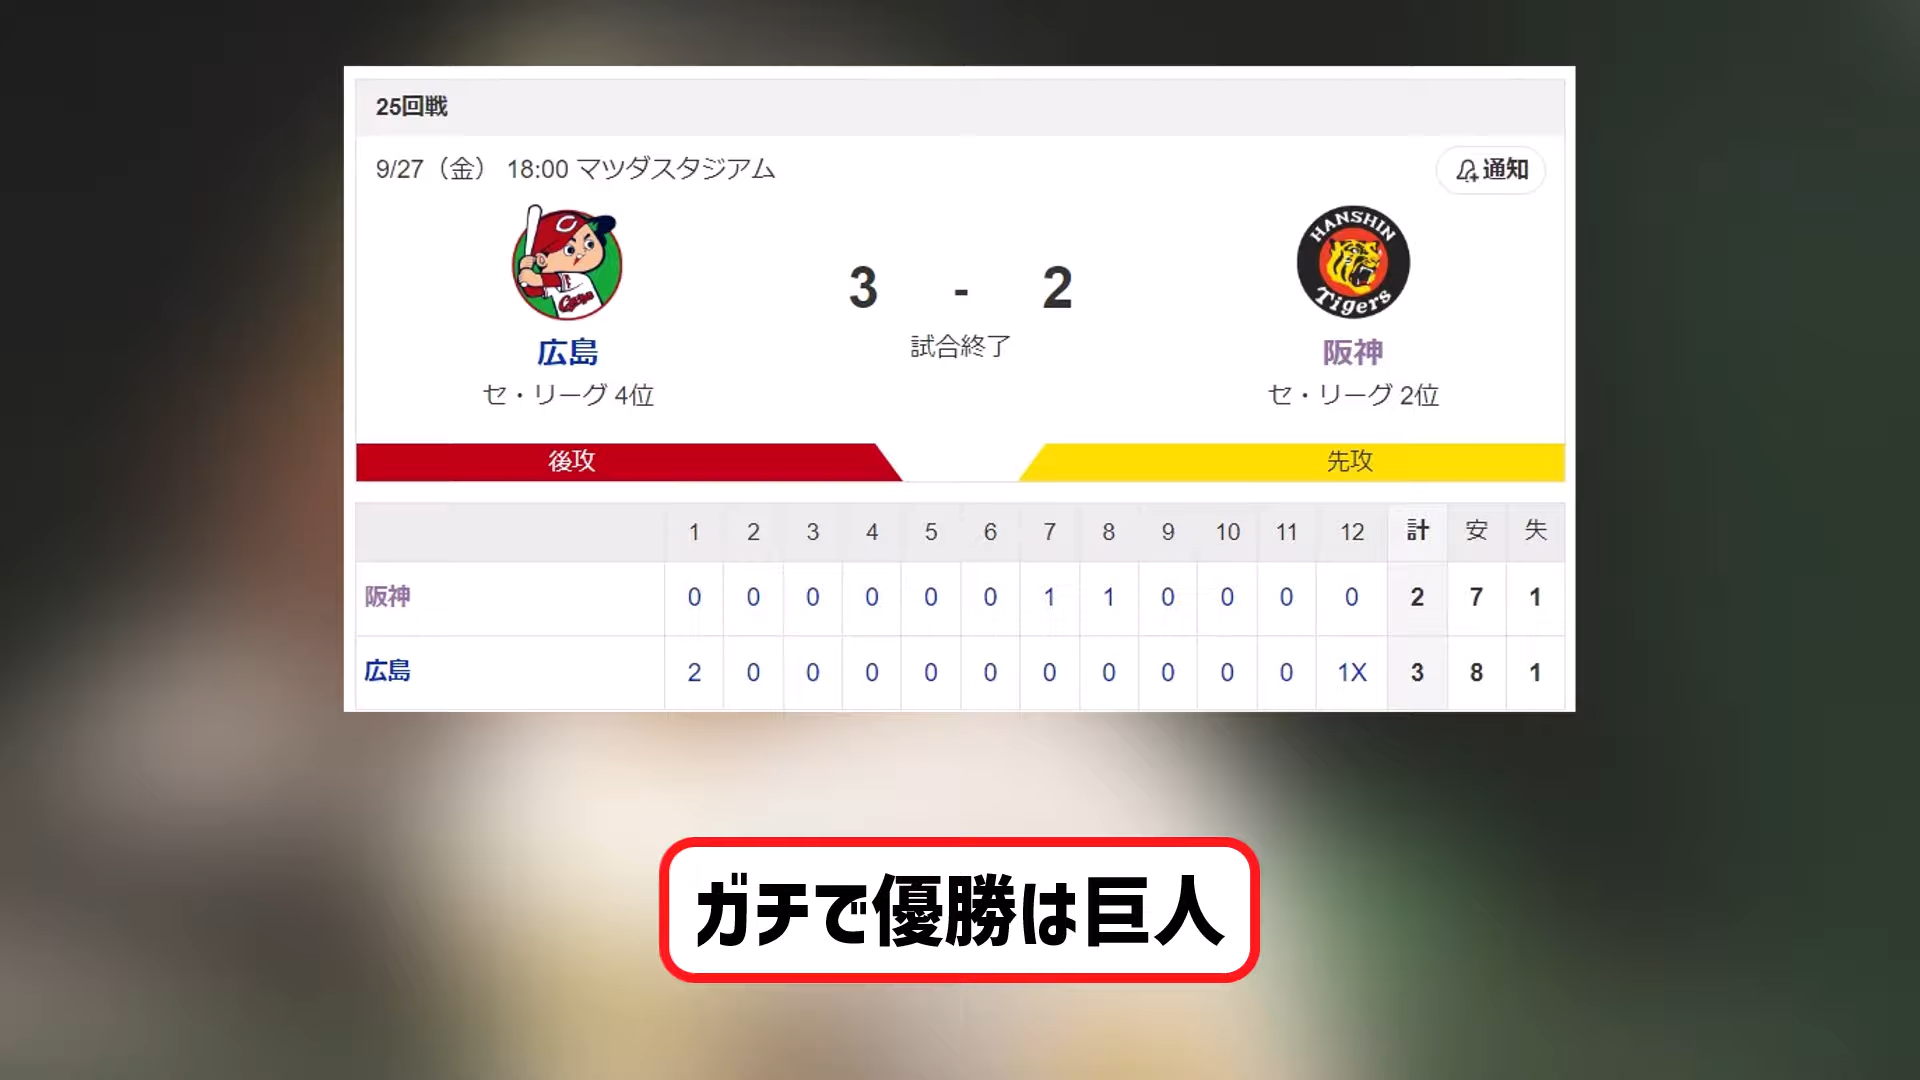 25回戦
9/27（金） 18:00 マツダスタジアム
通知
C
Carp
HANSHIN
Tigers
3 - 2
試合終了
広島
阪神
セ・リーグ 4位
セ・リーグ 2位
後攻
先攻
1 2 3 4 5 6 7 8 9 10 11 12 計 安 失
阪神 0 0 0 0 0 0 1 1 0 0 0 0 2 7 1
広島 2 0 0 0 0 0 0 0 0 0 0 1X 3 8 1
ガチで優勝は巨人